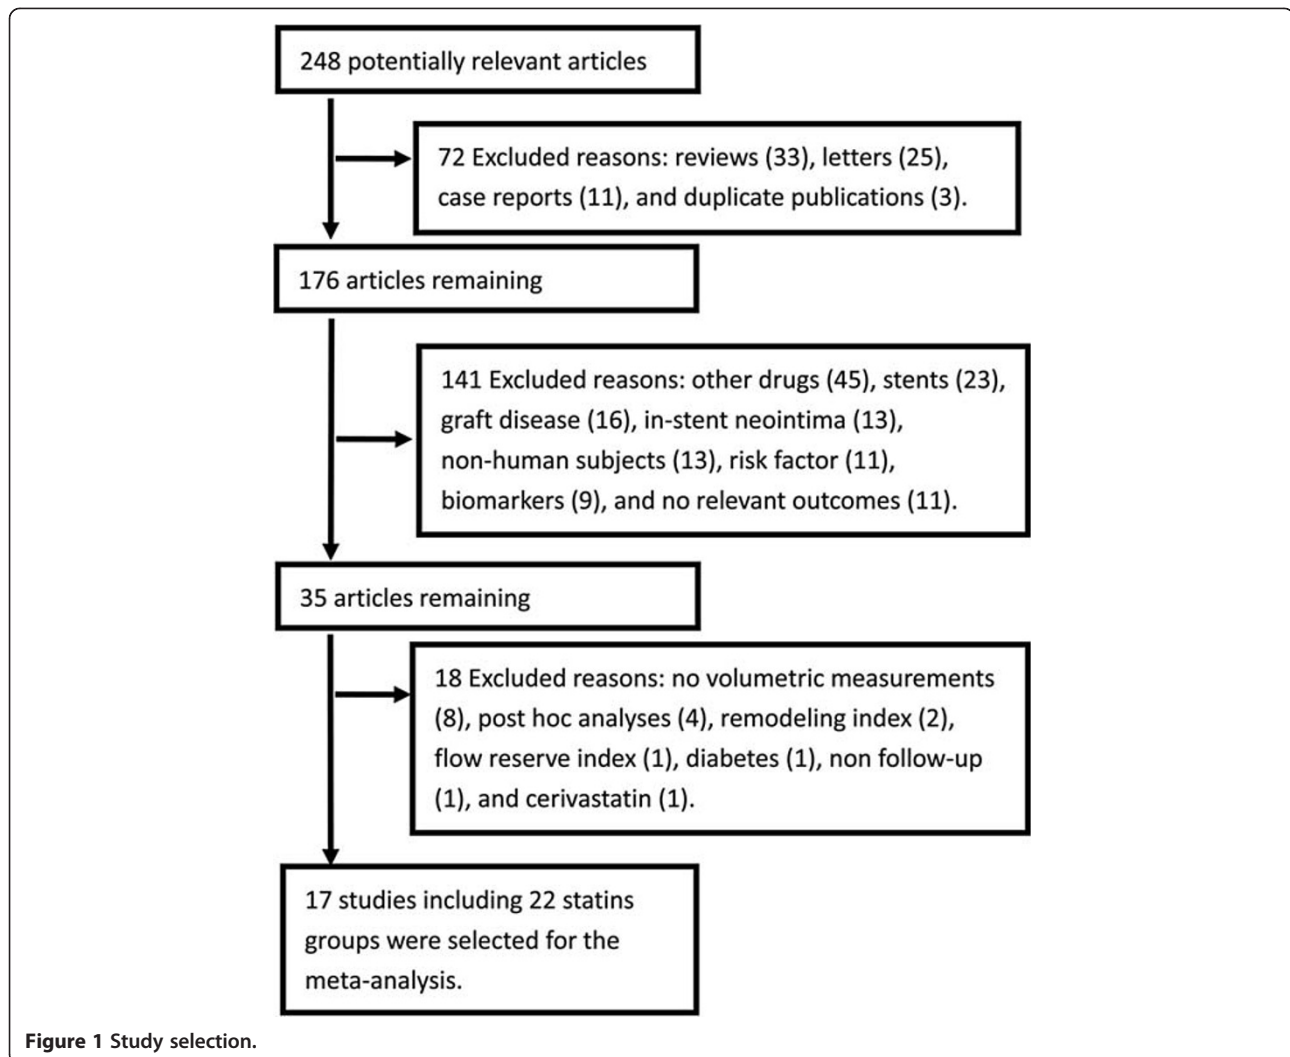 248 potentially relevant articles
72 Excluded reasons: reviews (33), letters (25),
case reports (11), and duplicate publications (3).
176 articles remaining
141 Excluded reasons: other drugs (45), stents (23),
graft disease (16), in-stent neointima (13),
non-human subjects (13), risk factor (11),
biomarkers (9), and no relevant outcomes (11).
35 articles remaining
18 Excluded reasons: no volumetric measurements
(8), post hoc analyses (4), remodeling index (2),
flow reserve index (1), diabetes (1), non follow-up
(1), and cerivastatin (1).
17 studies including 22 statins
groups were selected for the
meta-analysis.
Figure 1 Study selection.